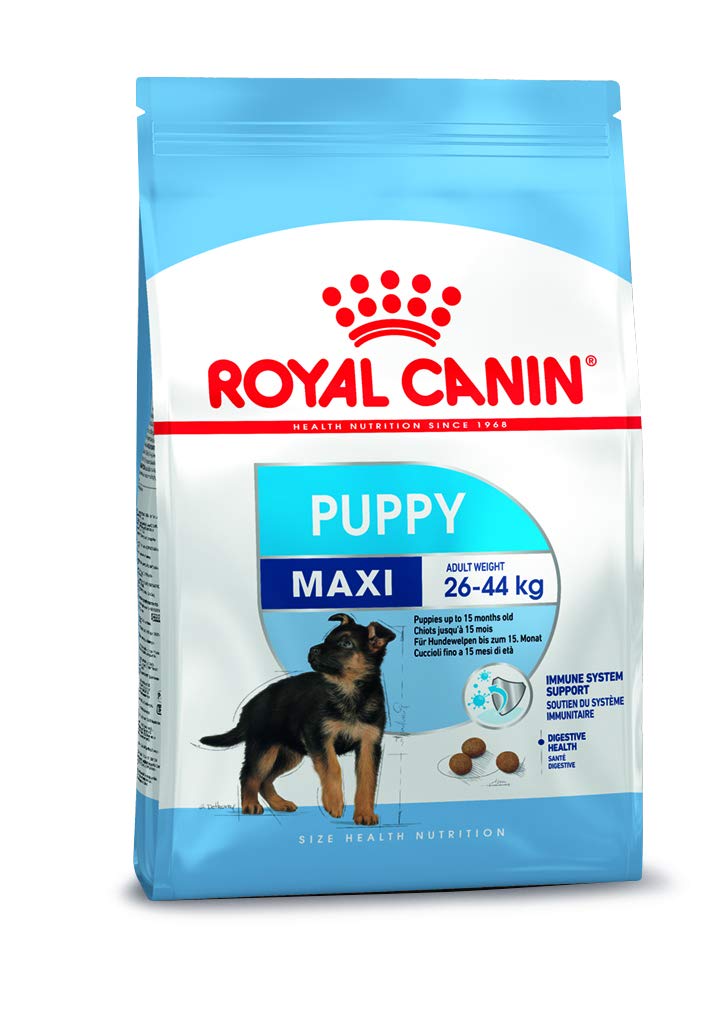 ROYAL CANIN®
HEALTH NUTRITION SINCE 1968
PUPPY
MAXI
ADULT WEIGHT
26-44 kg
Puppies up to 15 months old
Chiots jusqu'à 15 mois
Für Hundewelpen bis zum 15. Monat
Cuccioli fino a 15 mesi di età
IMMUNE SYSTEM
SUPPORT
SOUTIEN DU SYSTÈME
IMMUNITAIRE
DIGESTIVE
HEALTH
SANTÉ
DIGESTIVE
SIZE HEALTH NUTRITION